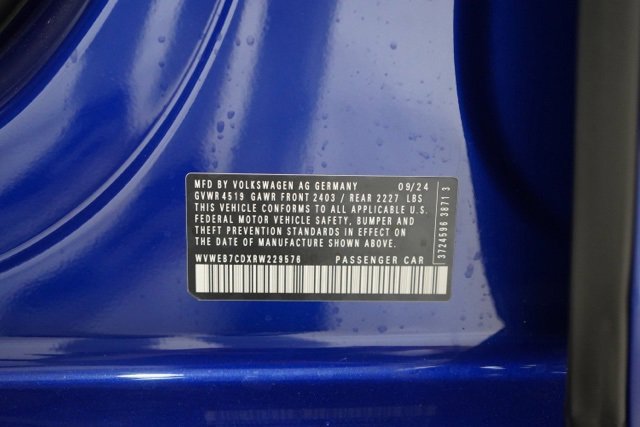 MFD BY VOLKSWAGEN AG GERMANY 09/24
GVWR 4519 GAWR FRONT 2403 / REAR 2227 LBS
THIS VEHICLE CONFORMS TO ALL APPLICABLE U.S.
FEDERAL MOTOR VEHICLE SAFETY, BUMPER AND
THEFT PREVENTION STANDARDS IN EFFECT ON
THE DATE OF MANUFACTURE SHOWN ABOVE.
WVWEB7CDXRW229576 PASSENGER CAR
3724596 3871 3